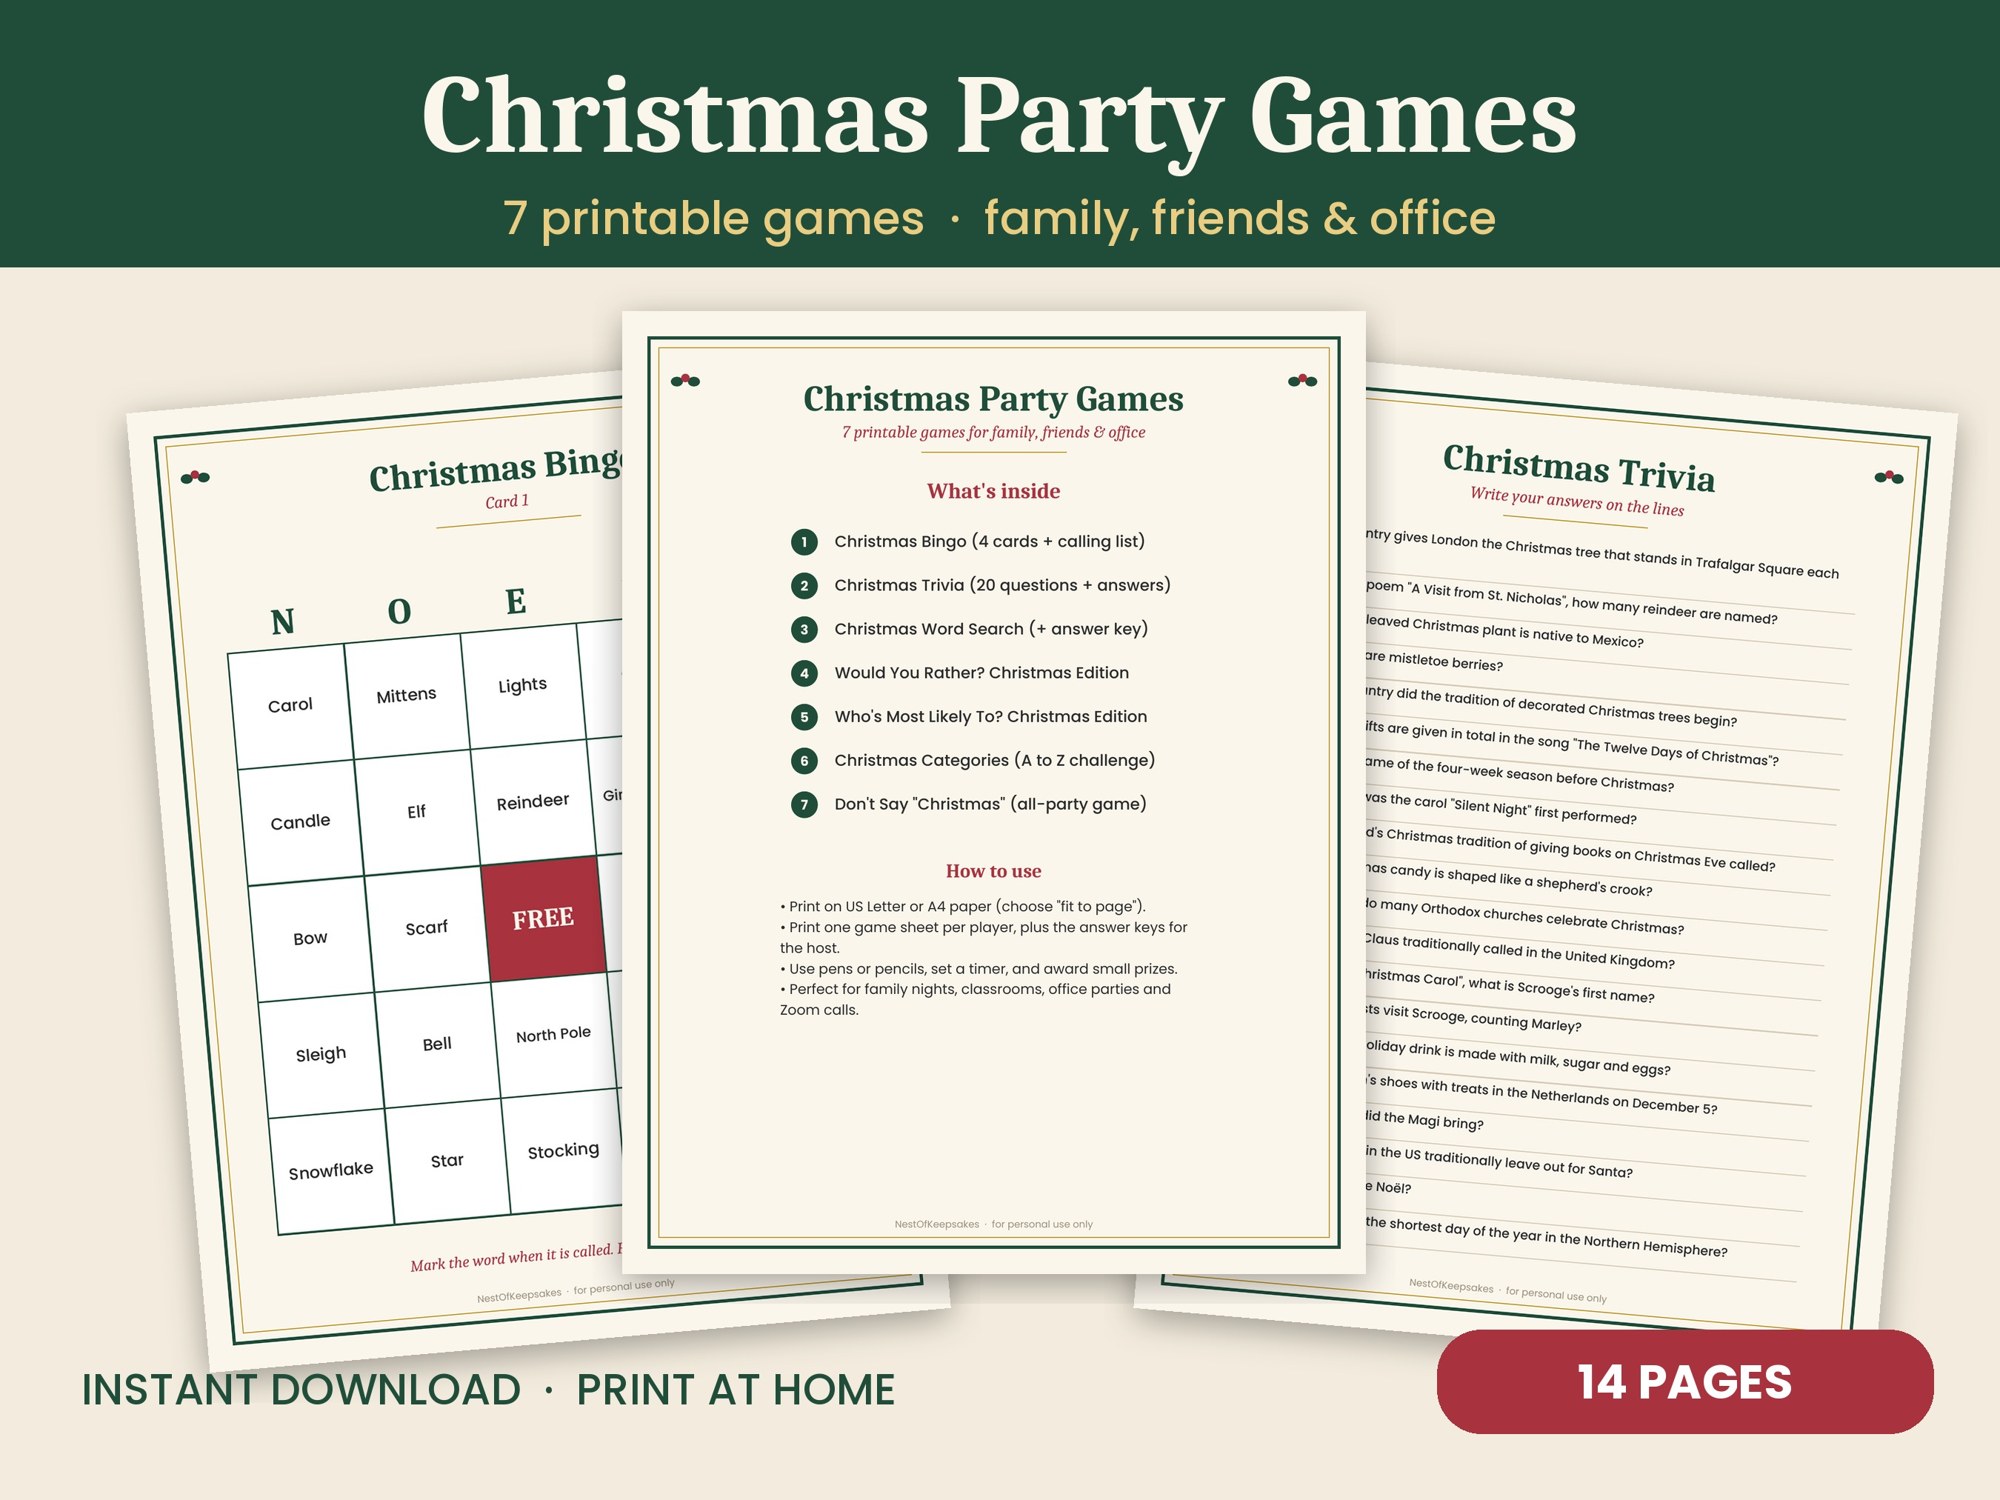 Christmas Party Games
7 printable games · family, friends & office
Christmas
Card 1
N O E
Carol Mittens Lights
Candle Elf Reindeer
Bow Scarf FREE
Sleigh Bell North Pole
Snowflake Star Stocking
Mark the word when it is called.
NestOfKeepsakes · for personal use only
Christmas Party Games
7 printable games for family, friends & office
What's inside
1 Christmas Bingo (4 cards + calling list)
2 Christmas Trivia (20 questions + answers)
3 Christmas Word Search (+ answer key)
4 Would You Rather? Christmas Edition
5 Who's Most Likely To? Christmas Edition
6 Christmas Categories (A to Z challenge)
7 Don't Say "Christmas" (all-party game)
How to use
• Print on US Letter or A4 paper (choose "fit to page").
• Print one game sheet per player, plus the answer keys for
the host.
• Use pens or pencils, set a timer, and award small prizes.
• Perfect for family nights, classrooms, office parties and
Zoom calls.
NestOfKeepsakes · for personal use only
Christmas Trivia
Write your answers on the lines
gives London the Christmas tree that stands in Trafalgar Square each
poem "A Visit from St. Nicholas", how many reindeer are named?
Christmas plant is native to Mexico?
are mistletoe berries?
did the tradition of decorated Christmas trees begin?
are given in total in the song "The Twelve Days of Christmas"?
of the four-week season before Christmas?
was the carol "Silent Night" first performed?
Christmas tradition of giving books on Christmas Eve called?
candy is shaped like a shepherd's crook?
do many Orthodox churches celebrate Christmas?
Claus traditionally called in the United Kingdom?
Carol", what is Scrooge's first name?
visit Scrooge, counting Marley?
drink is made with milk, sugar and eggs?
shoes with treats in the Netherlands on December 5?
did the Magi bring?
in the US traditionally leave out for Santa?
Noël?
the shortest day of the year in the Northern Hemisphere?
NestOfKeepsakes · for personal use only
INSTANT DOWNLOAD · PRINT AT HOME
14 PAGES